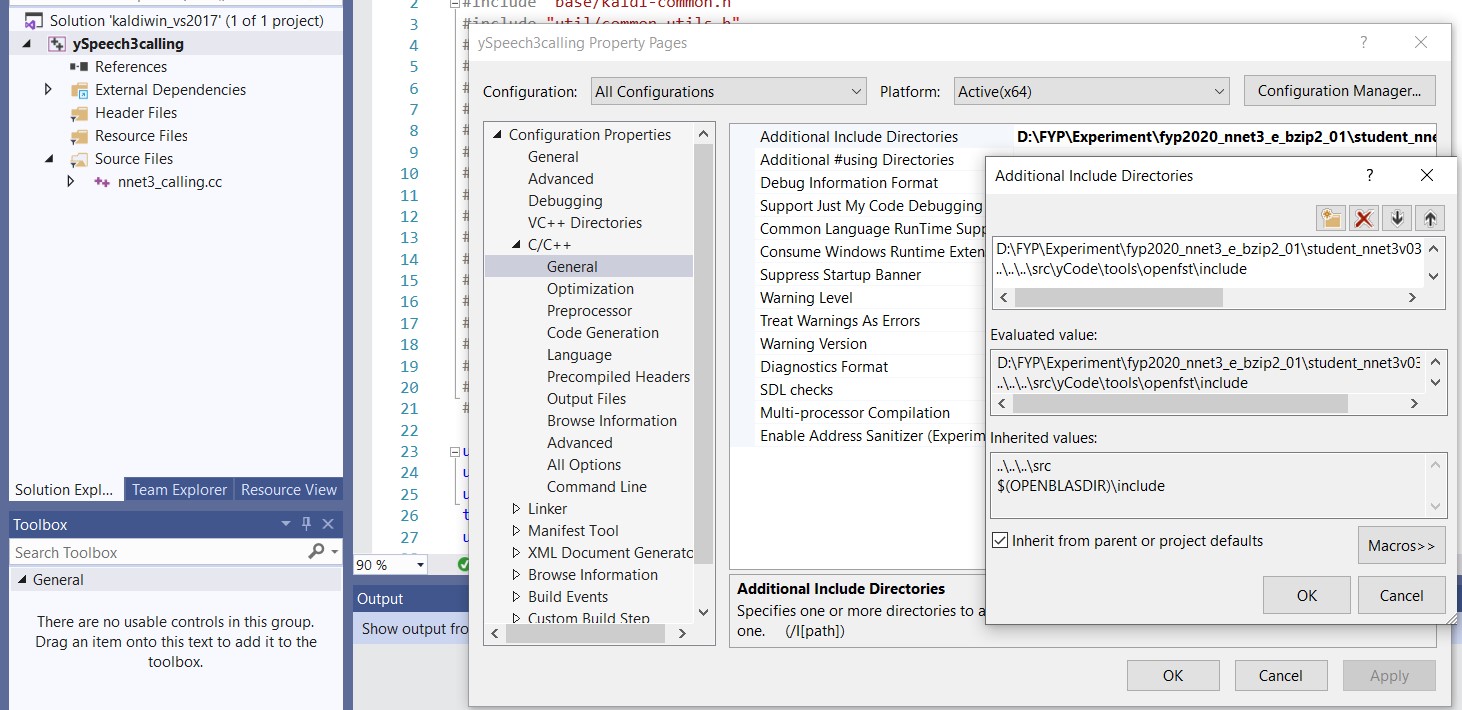 Solution 'kaldiwin_vs2017' (1 of 1 project)
ySpeech3calling
References
External Dependencies
Header Files
Resource Files
Source Files
nnet3_calling.cc
Solution Expl...
Team Explorer
Resource View
Toolbox
Search Toolbox
General
There are no usable controls in this group.
Drag an item onto this text to add it to the
toolbox.
2 #include "base/kaldi-common.h"
3 #include "util/common-utils.h"
4 #
5 #
6 #
7 #
8 #
9 #
10 #
11 #
12 #
13 #
14 #
15 #
16 #
17 #
18 #
19 #
20 #
21 #
22
23 u
24 u
25 u
26 t
27 u
90 %
Output
Show output fro
ySpeech3calling Property Pages
?
Configuration:
All Configurations
Platform:
Active(x64)
Configuration Manager...
Configuration Properties
General
Advanced
Debugging
VC++ Directories
C/C++
General
Optimization
Preprocessor
Code Generation
Language
Precompiled Headers
Output Files
Browse Information
Advanced
All Options
Command Line
Linker
Manifest Tool
XML Document Generato
Browse Information
Build Events
Custom Build Step
Additional Include Directories D:\FYP\Experiment\fyp2020_nnet3_e_bzip2_01\student_nne
Additional #using Directories
Debug Information Format
Support Just My Code Debugging
Common Language RunTime Supp
Consume Windows Runtime Exten
Suppress Startup Banner
Warning Level
Treat Warnings As Errors
Warning Version
Diagnostics Format
SDL checks
Multi-processor Compilation
Enable Address Sanitizer (Experim
Additional Include Directories
Specifies one or more directories to a
one. (/I[path])
OK
Cancel
Apply
Additional Include Directories
?
D:\FYP\Experiment\fyp2020_nnet3_e_bzip2_01\student_nnet3v03
..\..\..\src\yCode\tools\openfst\include
Evaluated value:
D:\FYP\Experiment\fyp2020_nnet3_e_bzip2_01\student_nnet3v03
..\..\..\src\yCode\tools\openfst\include
Inherited values:
..\..\..\src
$(OPENBLASDIR)\include
Inherit from parent or project defaults
Macros>>
OK
Cancel